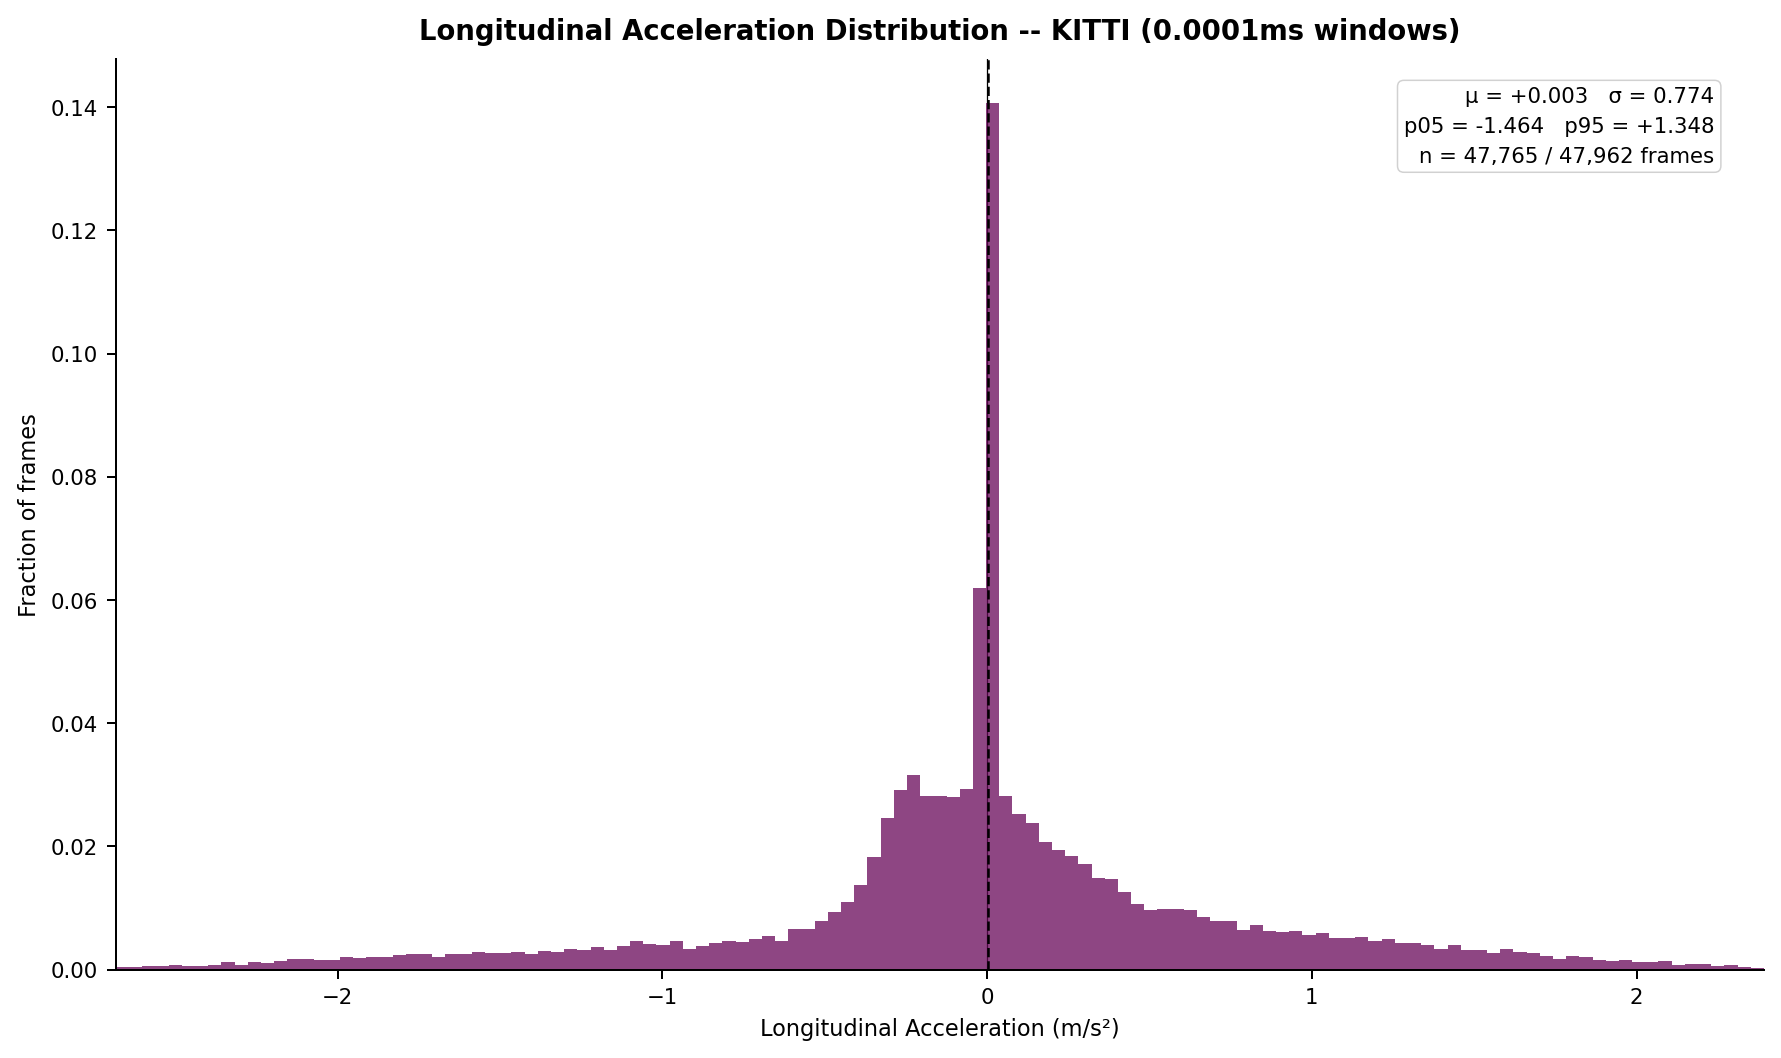 Longitudinal Acceleration Distribution -- KITTI (0.0001ms windows)
μ = +0.003   σ = 0.774
p05 = -1.464   p95 = +1.348
n = 47,765 / 47,962 frames
0.14
0.12
0.10
0.08
0.06
0.04
0.02
0.00
Fraction of frames
−2
−1
0
1
2
Longitudinal Acceleration (m/s²)